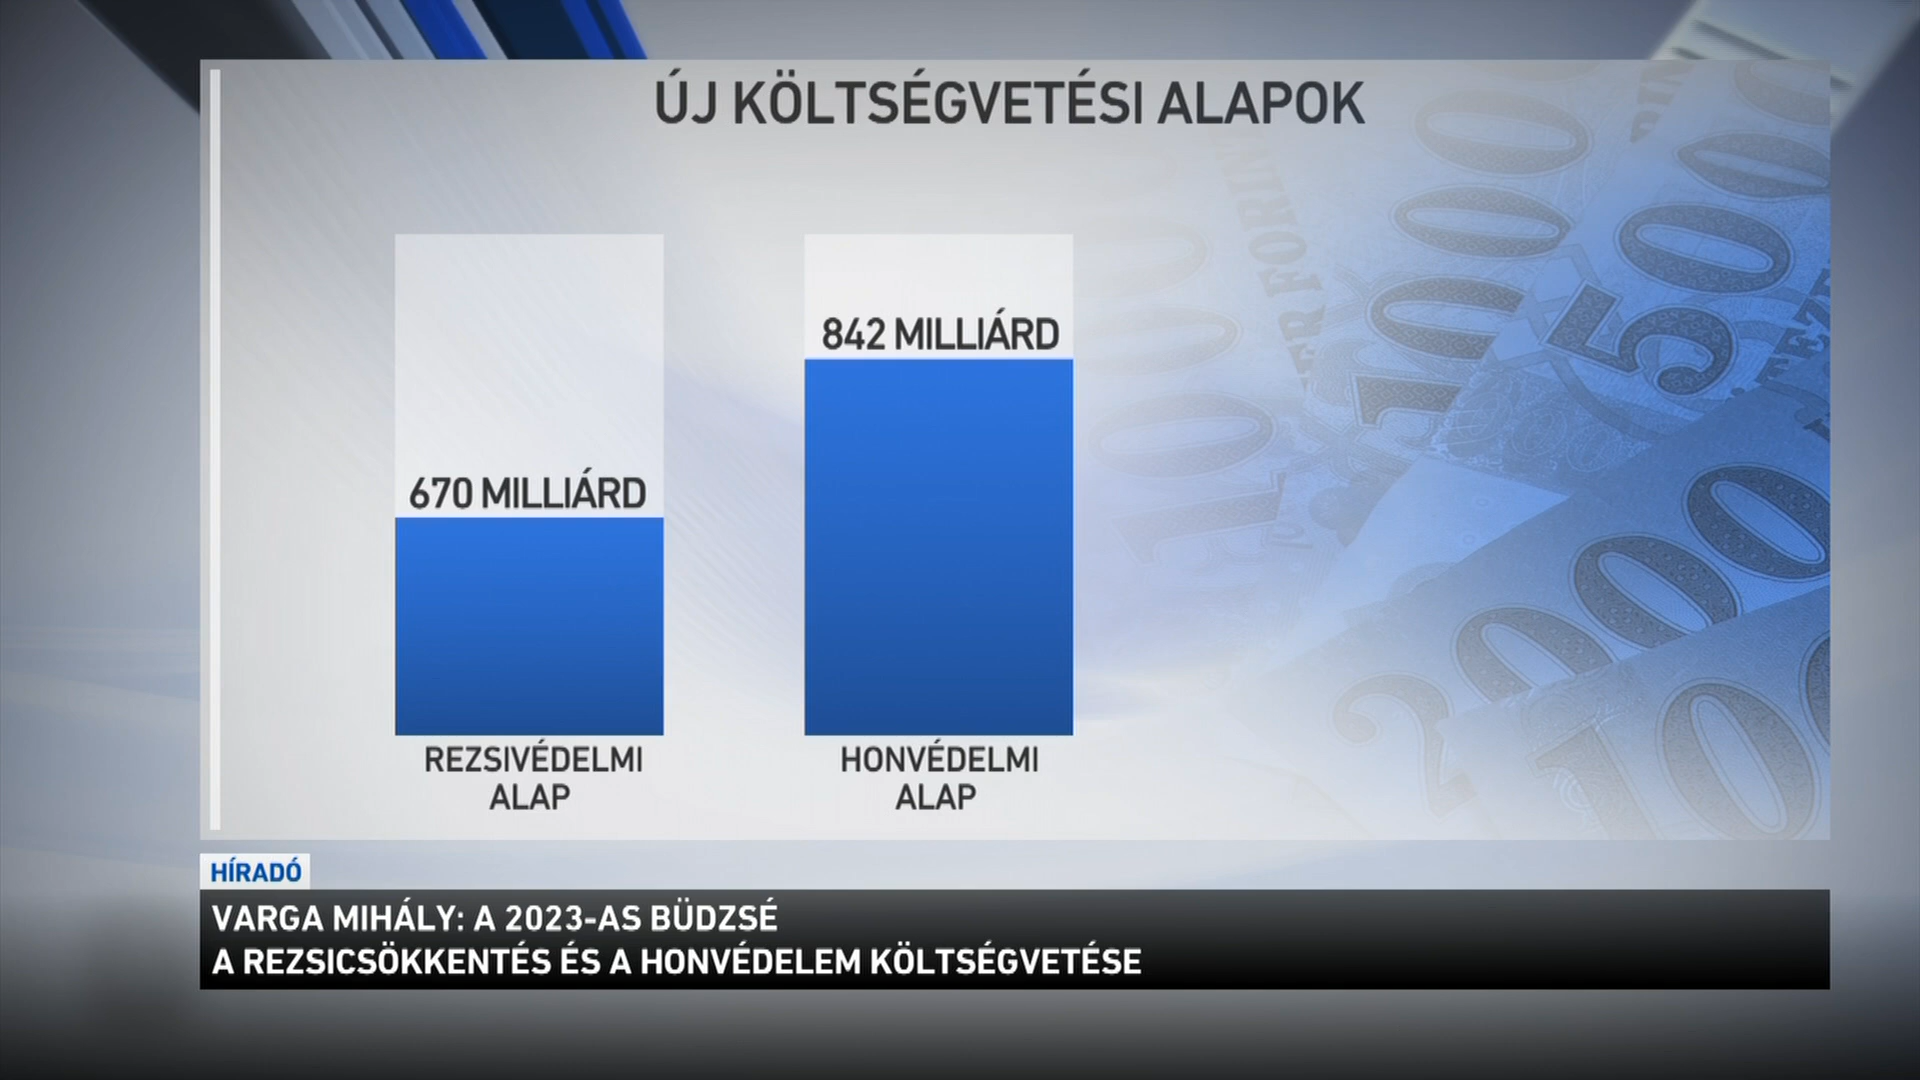 ÚJ KÖLTSÉGVETÉSI ALAPOK
670 MILLIÁRD
842 MILLIÁRD
REZSIVÉDELMI
ALAP
HONVÉDELMI
ALAP
HÍRADÓ
VARGA MIHÁLY: A 2023-AS BÜDZSÉ
A REZSICSÖKKENTÉS ÉS A HONVÉDELEM KÖLTSÉGVETÉSE